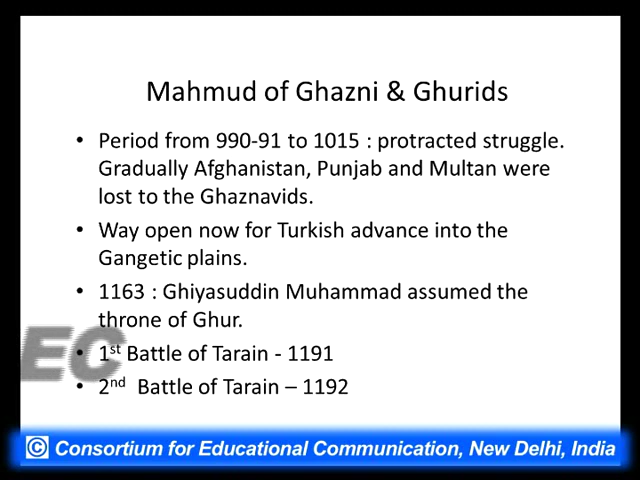 Mahmud of Ghazni & Ghurids
• Period from 990-91 to 1015 : protracted struggle.
Gradually Afghanistan, Punjab and Multan were
lost to the Ghaznavids.
• Way open now for Turkish advance into the
Gangetic plains.
• 1163 : Ghiyasuddin Muhammad assumed the
throne of Ghur.
• 1st Battle of Tarain - 1191
• 2nd Battle of Tarain – 1192
EC
© Consortium for Educational Communication, New Delhi, India